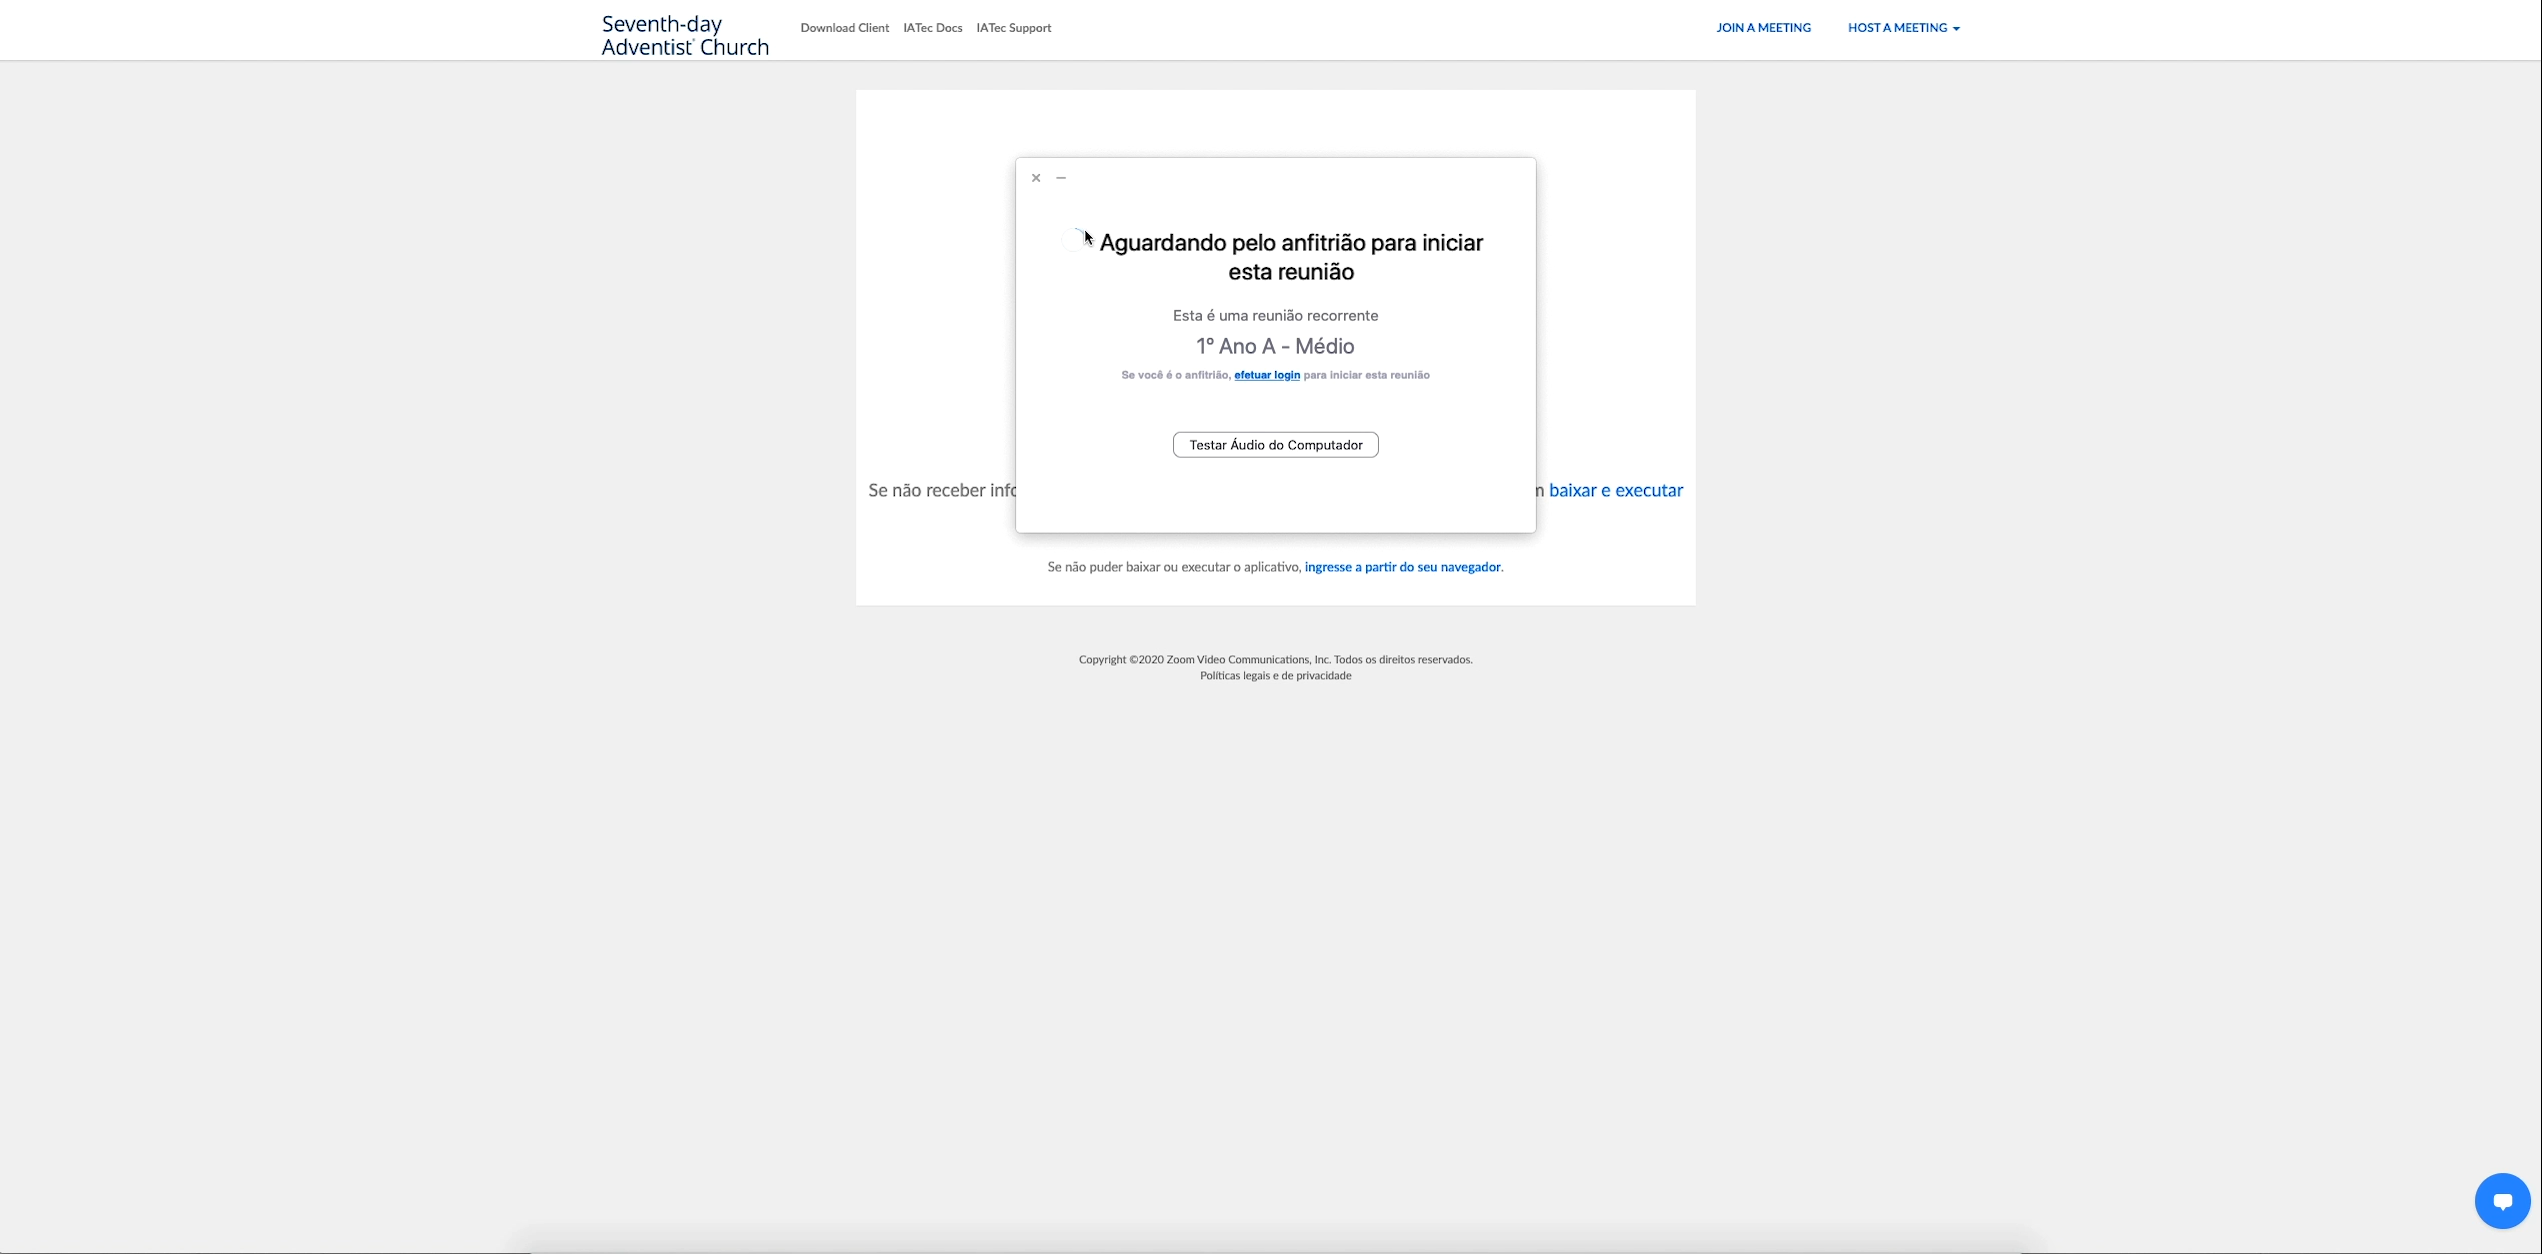 Seventh-day
Adventist Church
Download Client IATec Docs IATec Support
JOIN A MEETING HOST A MEETING
Aguardando pelo anfitrião para iniciar
esta reunião
Esta é uma reunião recorrente
1º Ano A - Médio
Se você é o anfitrião, efetuar login para iniciar esta reunião
Testar Áudio do Computador
Se não receber baixar e executar
Se não puder baixar ou executar o aplicativo, ingresse a partir do seu navegador.
Copyright ©2020 Zoom Video Communications, Inc. Todos os direitos reservados.
Políticas legais e de privacidade